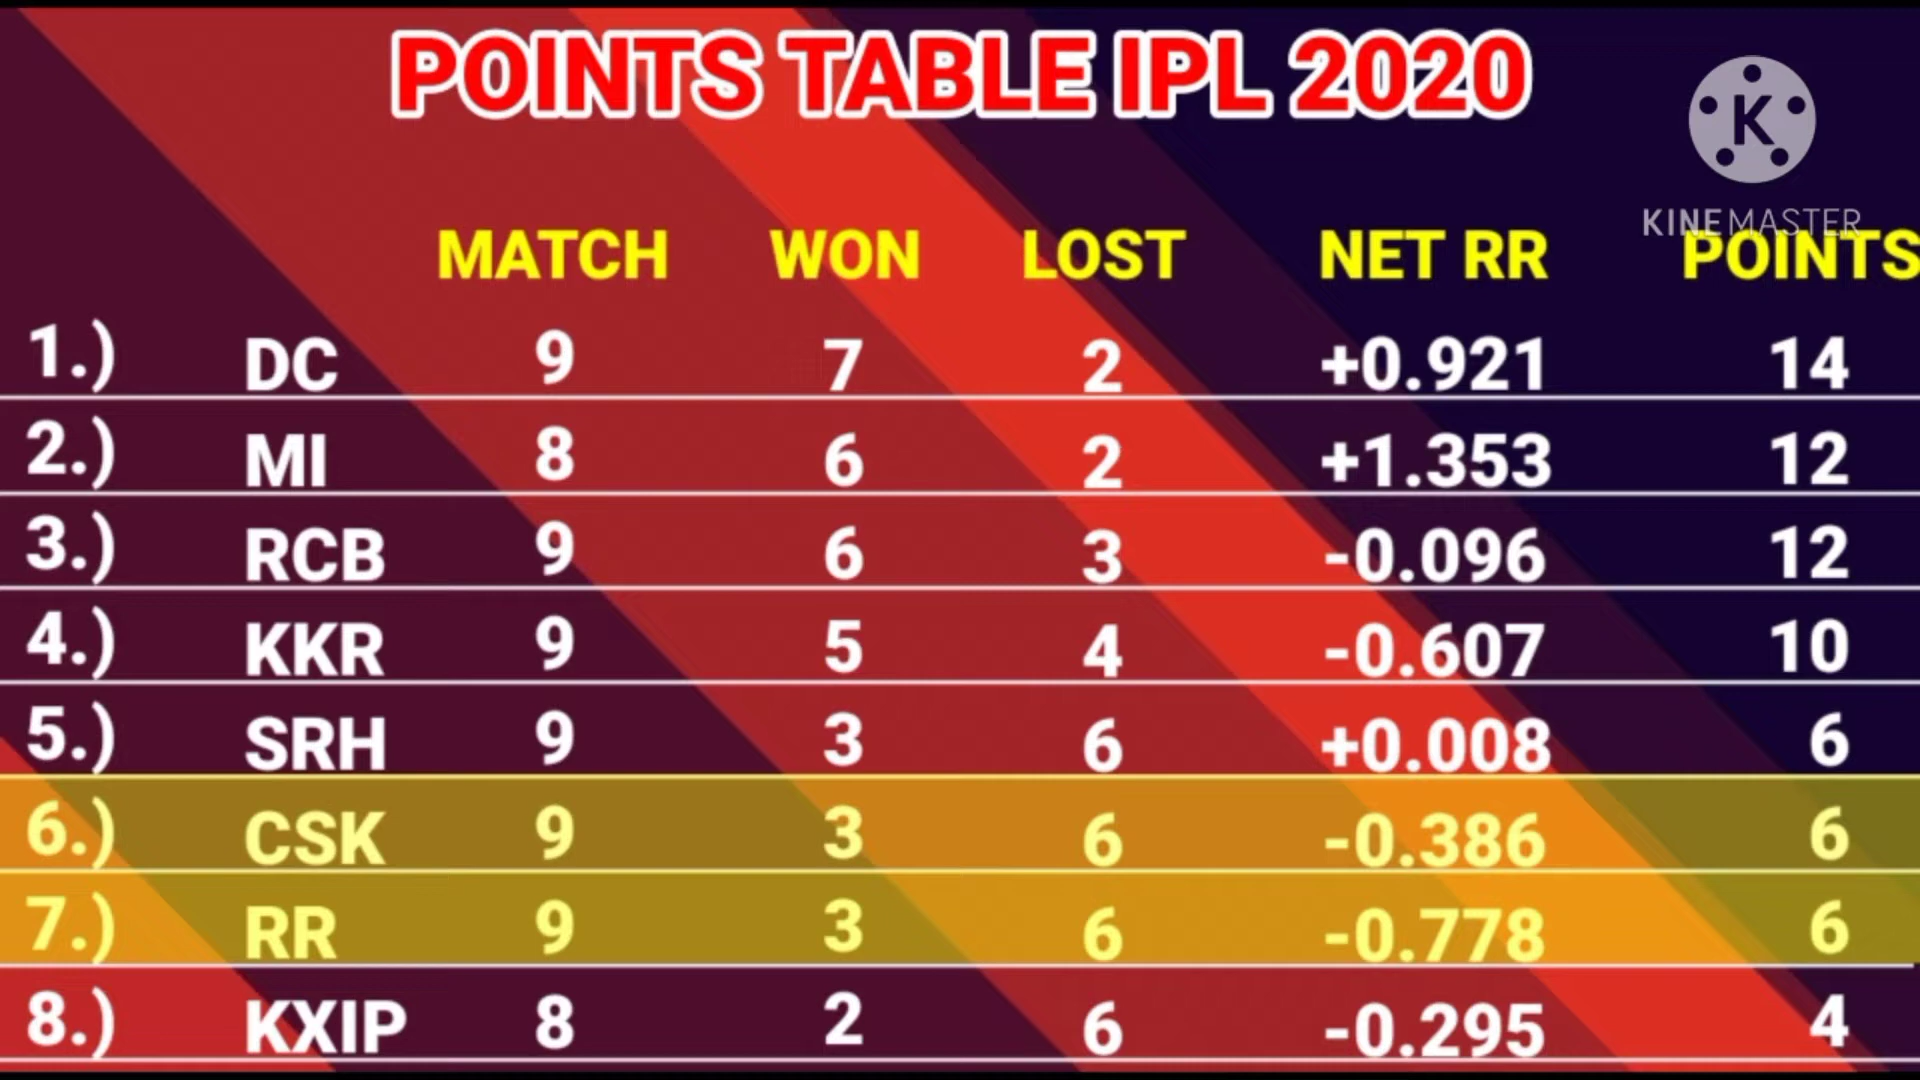 POINTS TABLE IPL 2020
K
KINEMASTER
MATCH WON LOST NET RR POINTS
1.) DC 9 7 2 +0.921 14
2.) MI 8 6 2 +1.353 12
3.) RCB 9 6 3 -0.096 12
4.) KKR 9 5 4 -0.607 10
5.) SRH 9 3 6 +0.008 6
6.) CSK 9 3 6 -0.386 6
7.) RR 9 3 6 -0.778 6
8.) KXIP 8 2 6 -0.295 4